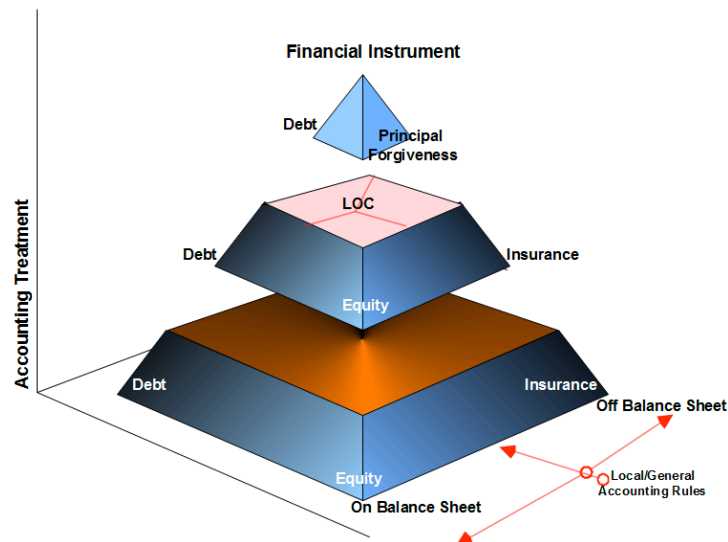 Financial Instrument
Debt
Principal
Forgiveness
LOC
Debt
Insurance
Equity
Accounting Treatment
Debt
Insurance
Off Balance Sheet
Equity
Local/General
Accounting Rules
On Balance Sheet